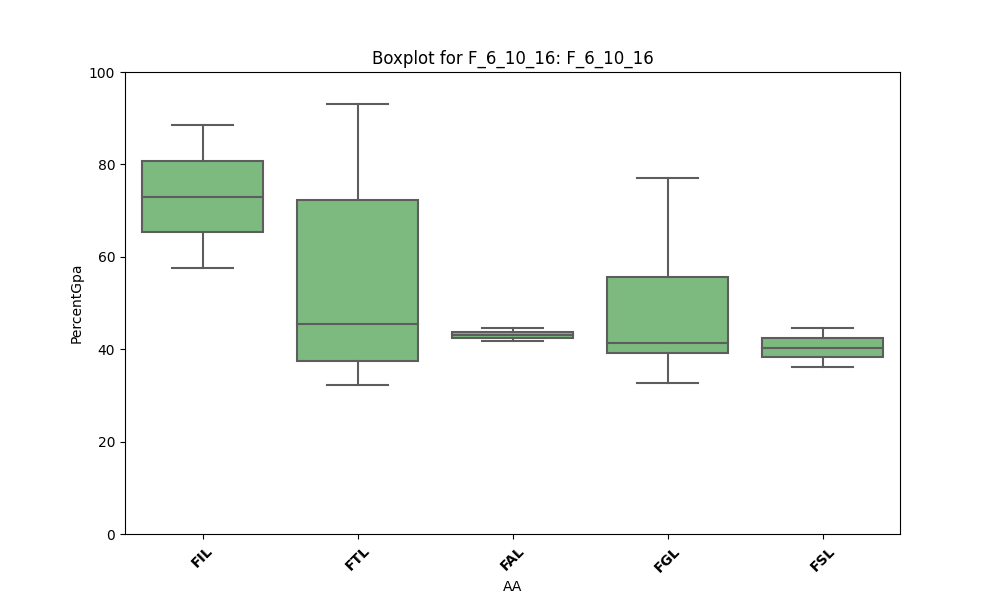 Boxplot for F_6_10_16: F_6_10_16
100
80
60
40
20
0
PercentGpa
FIL
FTL
FAL
FGL
FSL
AA